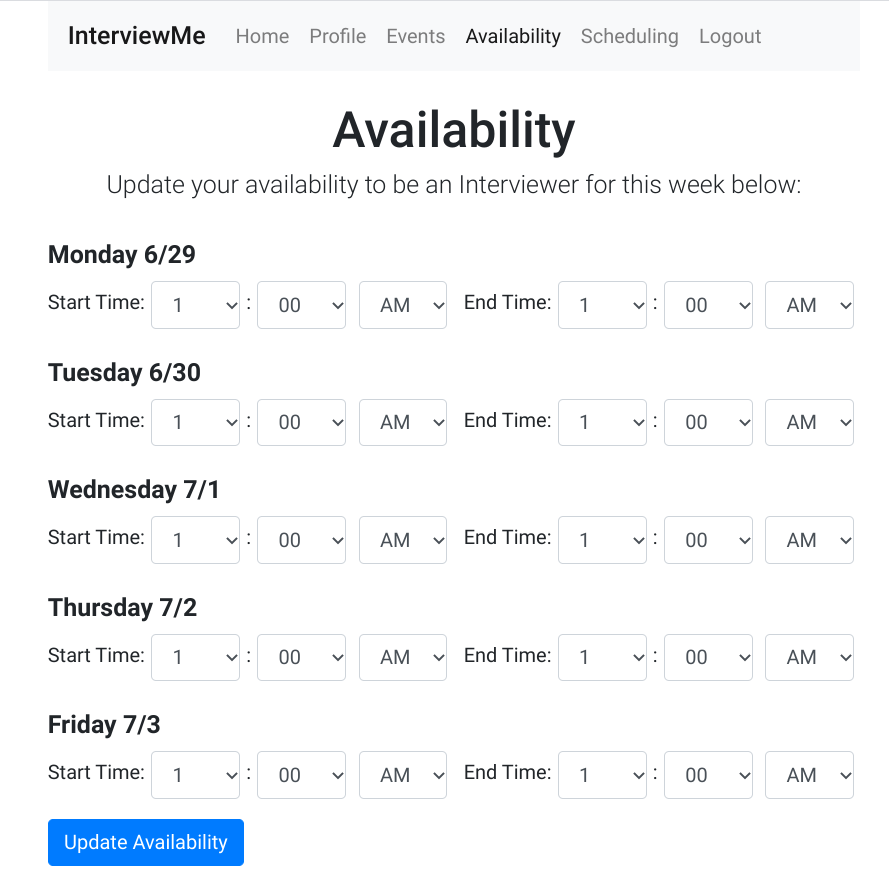 InterviewMe Home Profile Events Availability Scheduling Logout
Availability
Update your availability to be an Interviewer for this week below:
Monday 6/29
Start Time: 1 : 00 AM End Time: 1 : 00 AM
Tuesday 6/30
Start Time: 1 : 00 AM End Time: 1 : 00 AM
Wednesday 7/1
Start Time: 1 : 00 AM End Time: 1 : 00 AM
Thursday 7/2
Start Time: 1 : 00 AM End Time: 1 : 00 AM
Friday 7/3
Start Time: 1 : 00 AM End Time: 1 : 00 AM
Update Availability